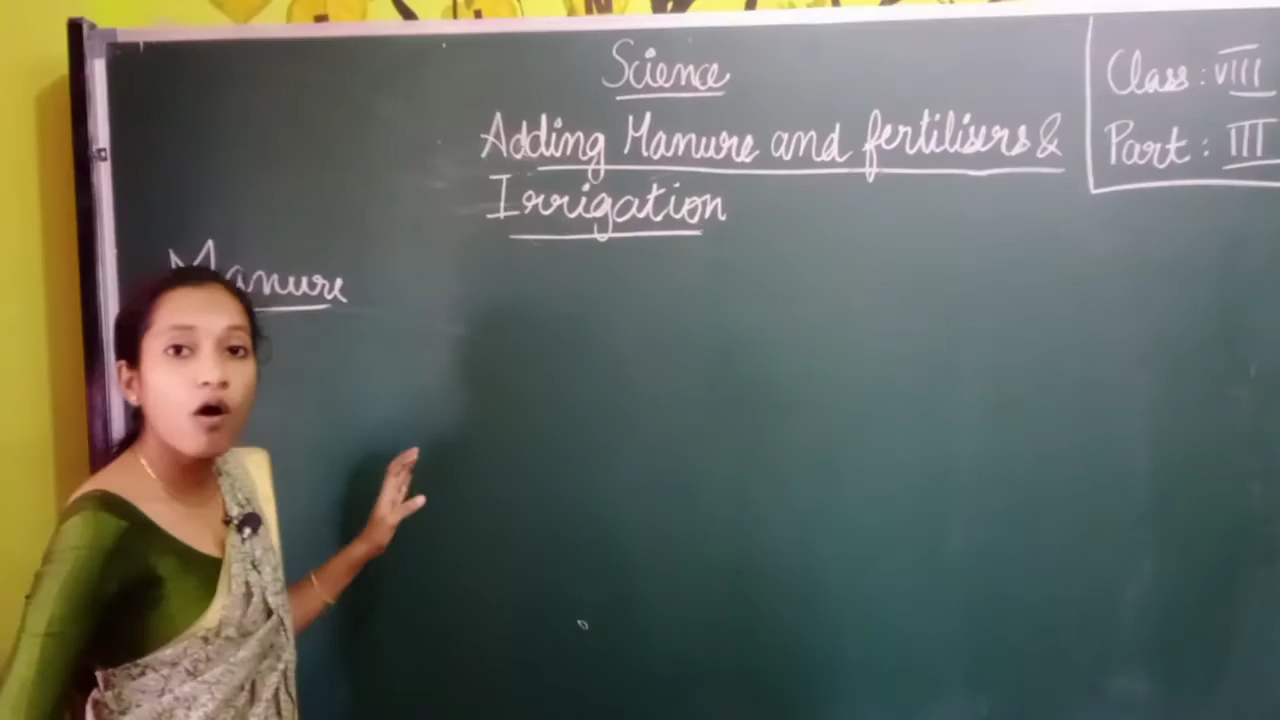 Science
Adding Manure and fertilisers &
Irrigation
Class : VIII
Part : III
Manure